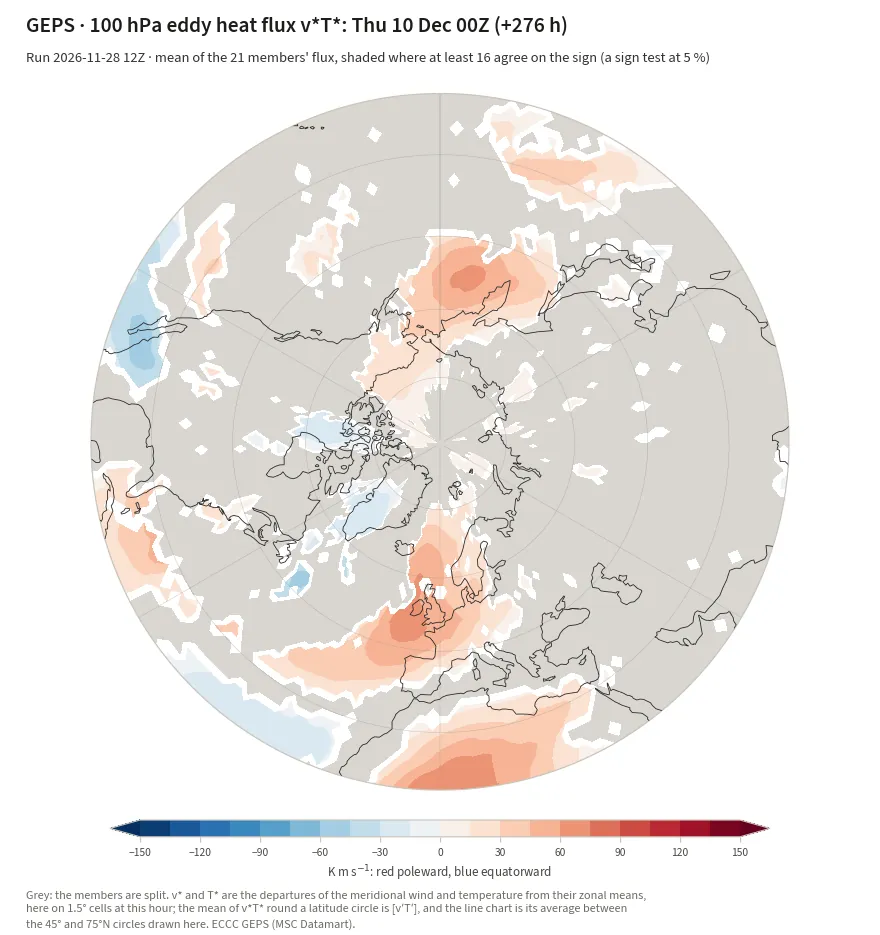 GEPS · 100 hPa eddy heat flux v*T*: Thu 10 Dec 00Z (+276 h)
Run 2026-11-28 12Z · mean of the 21 members' flux, shaded where at least 16 agree on the sign (a sign test at 5 %)
−150 −120 −90 −60 −30 0 30 60 90 120 150
K m s⁻¹: red poleward, blue equatorward
Grey: the members are split. v* and T* are the departures of the meridional wind and temperature from their zonal means,
here on 1.5° cells at this hour; the mean of v*T* round a latitude circle is [v′T′], and the line chart is its average between
the 45° and 75°N circles drawn here. ECCC GEPS (MSC Datamart).